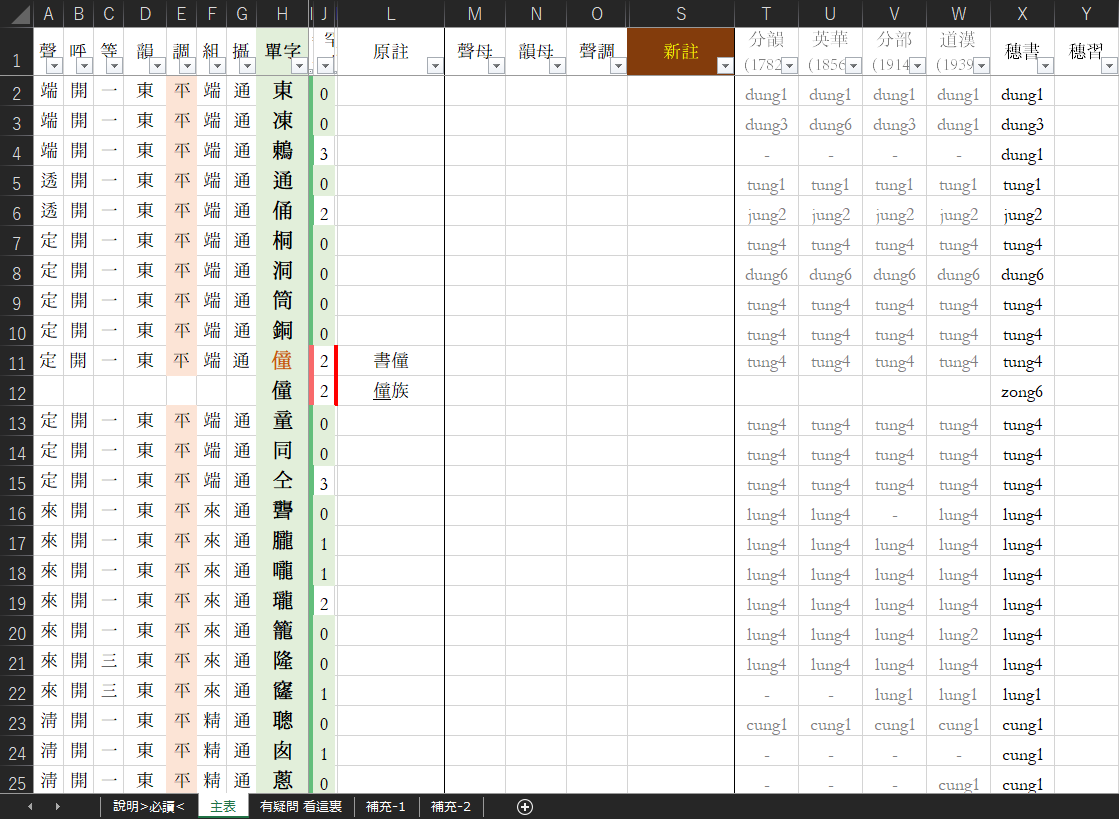 A B C D E F G H J L M N O S T U V W X Y
1 聲 呼 等 韻 調 組 攝 單字 原註 聲母 韻母 聲調 新註 分韻 (1782 英華 (1856 分部 (1914 道漢 (1939 穗書 穗習
2 端 開 一 東 平 端 通 東 0 dung1 dung1 dung1 dung1 dung1
3 端 開 一 東 平 端 通 凍 0 dung3 dung6 dung3 dung1 dung3
4 端 開 一 東 平 端 通 鶇 3 - - - - dung1
5 透 開 一 東 平 端 通 通 0 tung1 tung1 tung1 tung1 tung1
6 透 開 一 東 平 端 通 俑 2 jung2 jung2 jung2 jung2 jung2
7 定 開 一 東 平 端 通 桐 0 tung4 tung4 tung4 tung4 tung4
8 定 開 一 東 平 端 通 洞 0 dung6 dung6 dung6 dung6 dung6
9 定 開 一 東 平 端 通 筒 0 tung4 tung4 tung4 tung4 tung4
10 定 開 一 東 平 端 通 銅 0 tung4 tung4 tung4 tung4 tung4
11 定 開 一 東 平 端 通 僮 2 書僮 tung4 tung4 tung4 tung4 tung4
12 僮 2 僮族 zong6
13 定 開 一 東 平 端 通 童 0 tung4 tung4 tung4 tung4 tung4
14 定 開 一 東 平 端 通 同 0 tung4 tung4 tung4 tung4 tung4
15 定 開 一 東 平 端 通 仝 3 tung4 tung4 tung4 tung4 tung4
16 來 開 一 東 平 來 通 聾 0 lung4 lung4 - lung4 lung4
17 來 開 一 東 平 來 通 朧 1 lung4 lung4 lung4 lung4 lung4
18 來 開 一 東 平 來 通 嚨 1 lung4 lung4 lung4 lung4 lung4
19 來 開 一 東 平 來 通 瓏 2 lung4 lung4 lung4 lung4 lung4
20 來 開 一 東 平 來 通 籠 0 lung4 lung4 lung4 lung2 lung4
21 來 開 三 東 平 來 通 隆 0 lung4 lung4 lung4 lung4 lung4
22 來 開 三 東 平 來 通 窿 1 - - lung1 lung1 lung1
23 清 開 一 東 平 精 通 聰 0 cung1 cung1 cung1 cung1 cung1
24 清 開 一 東 平 精 通 囪 1 - - - - cung1
25 清 開 一 東 平 精 通 蔥 0 - - - cung1 cung1
說明>必讀< 主表 有疑問 看這裏 補充-1 補充-2